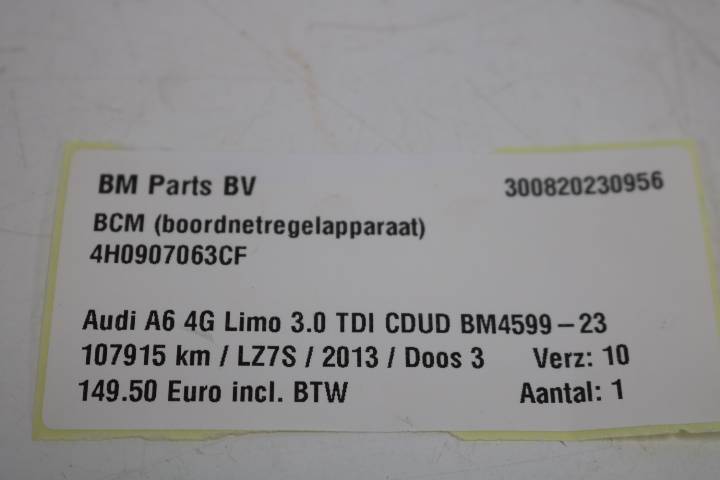 BM Parts BV 300820230956
BCM (boordnetregelapparaat)
4H0907063CF
Audi A6 4G Limo 3.0 TDI CDUD BM4599-23
107915 km / LZ7S / 2013 / Doos 3 Verz: 10
149.50 Euro incl. BTW Aantal: 1